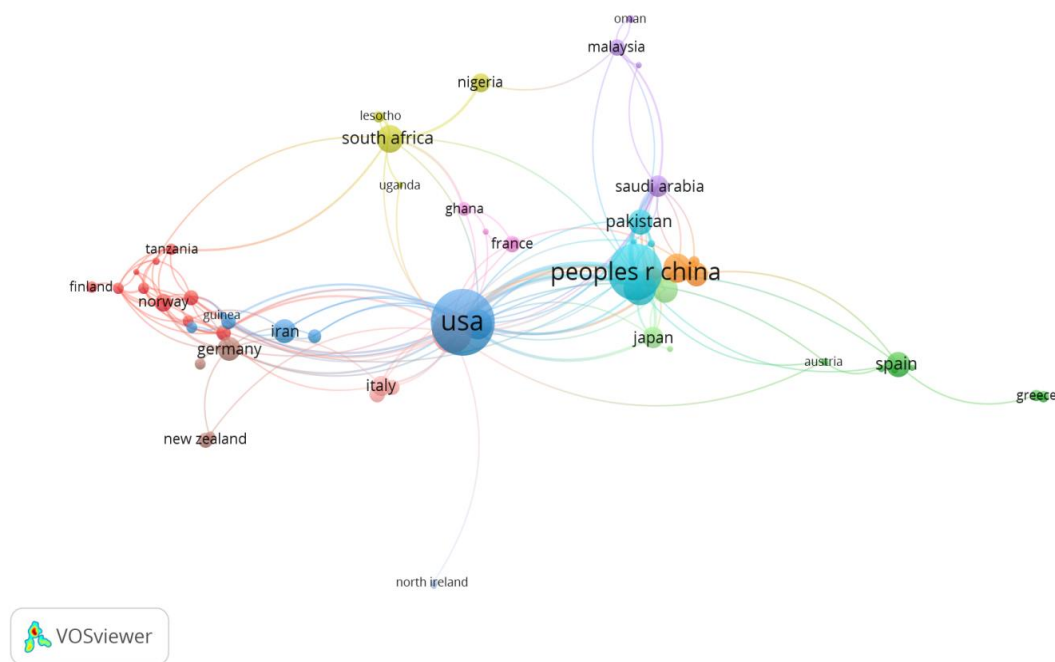 oman
malaysia
nigeria
lesotho
south africa
uganda
saudi arabia
ghana
pakistan
france
tanzania
peoples r china
finland
norway
guinea
usa
iran
germany
japan
austria
spain
italy
greece
new zealand
north ireland
VOSviewer